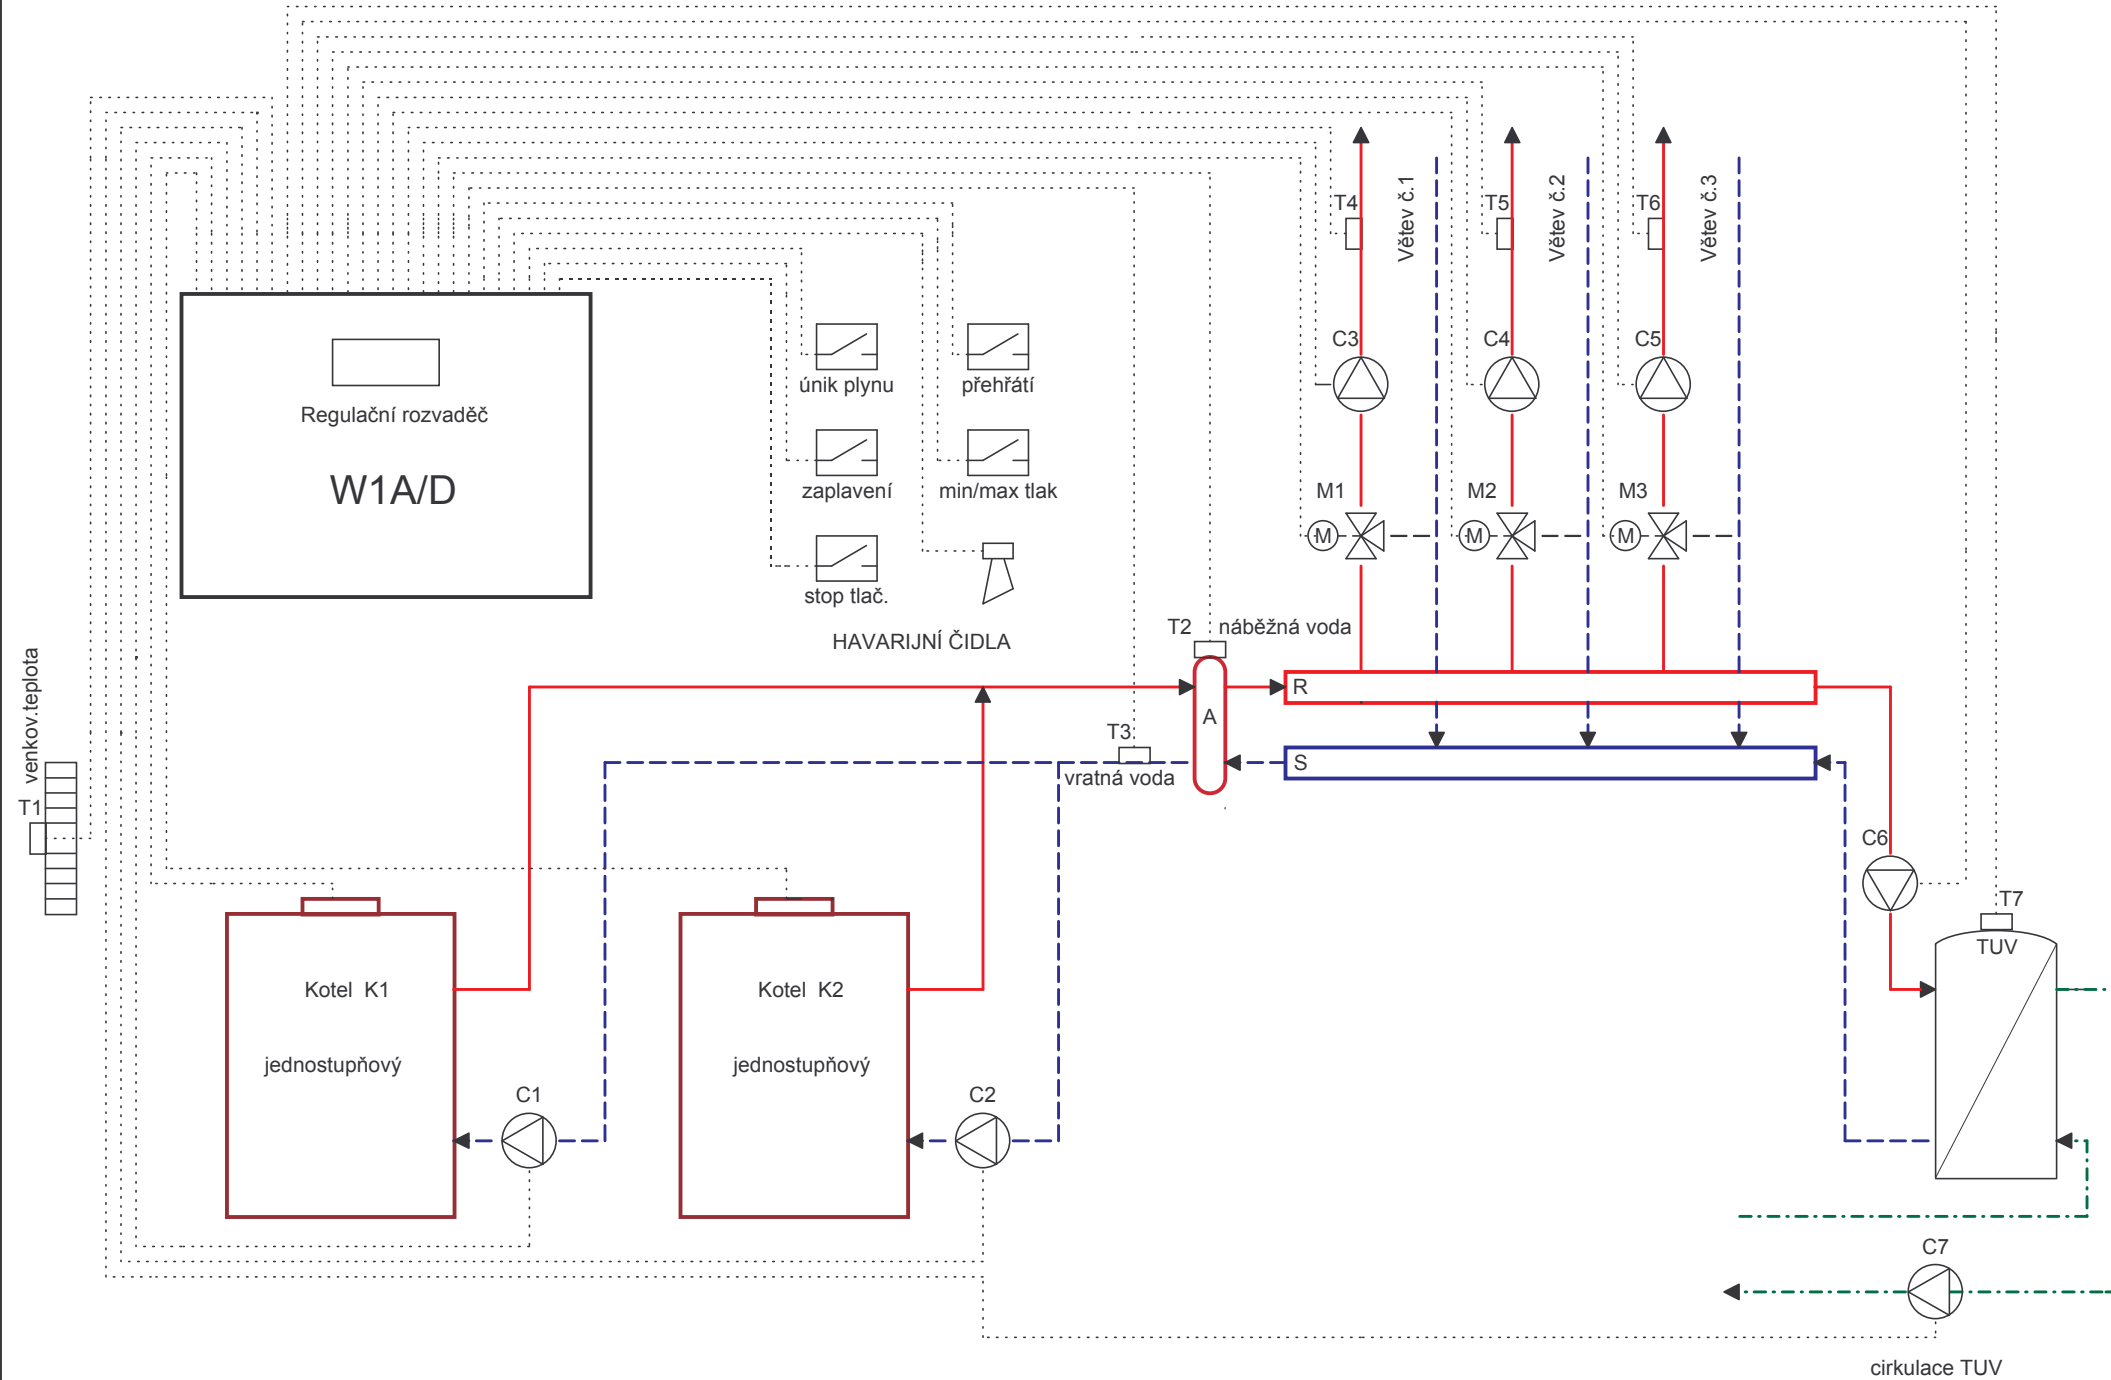 T4
Větev č.1
T5
Větev č.2
T6
Větev č.3
Regulační rozvaděč
W1A/D
únik plynu
přehřátí
zaplavení
min/max tlak
stop tlač.
HAVARIJNÍ ČIDLA
C3
C4
C5
M1
M2
M3
M
M
M
T2
náběžná voda
R
A
T3
vratná voda
S
venkov.teplota
T1
C6
T7
TUV
Kotel K1
jednostupňový
C1
Kotel K2
jednostupňový
C2
C7
cirkulace TUV